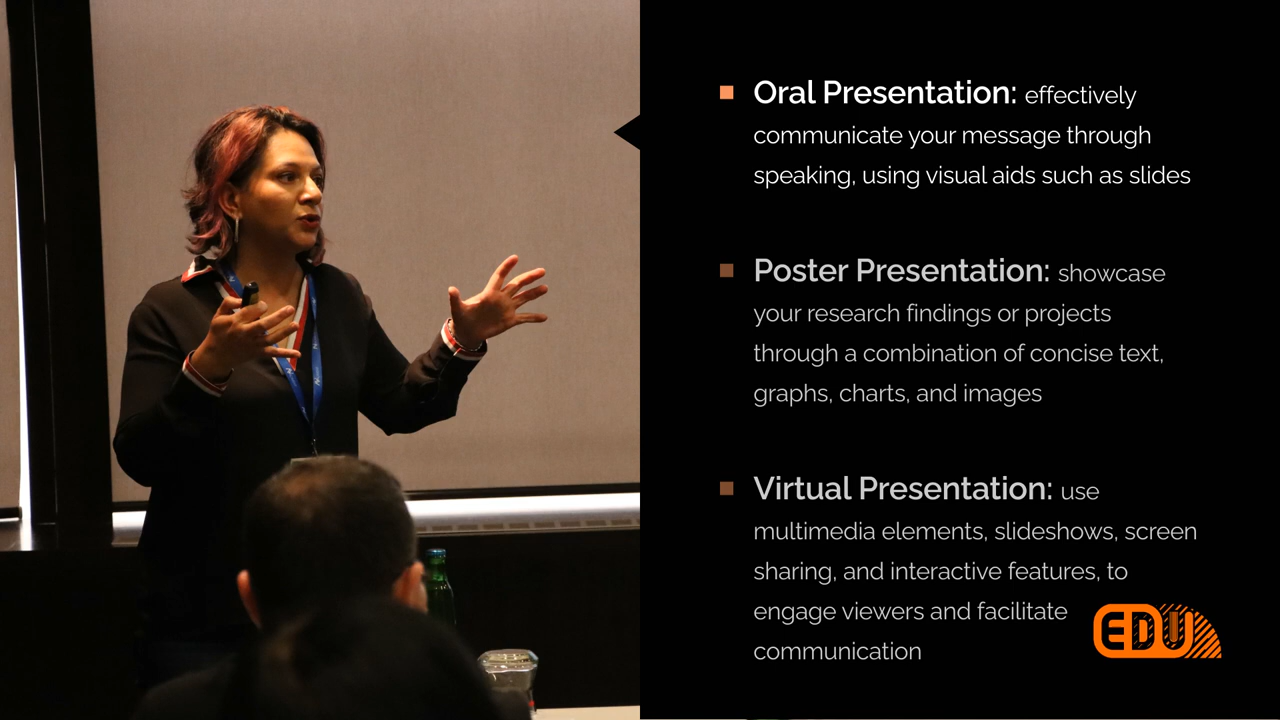 Oral Presentation: effectively
communicate your message through
speaking, using visual aids such as slides
Poster Presentation: showcase
your research findings or projects
through a combination of concise text,
graphs, charts, and images
Virtual Presentation: use
multimedia elements, slideshows, screen
sharing, and interactive features, to
engage viewers and facilitate
communication
EDU